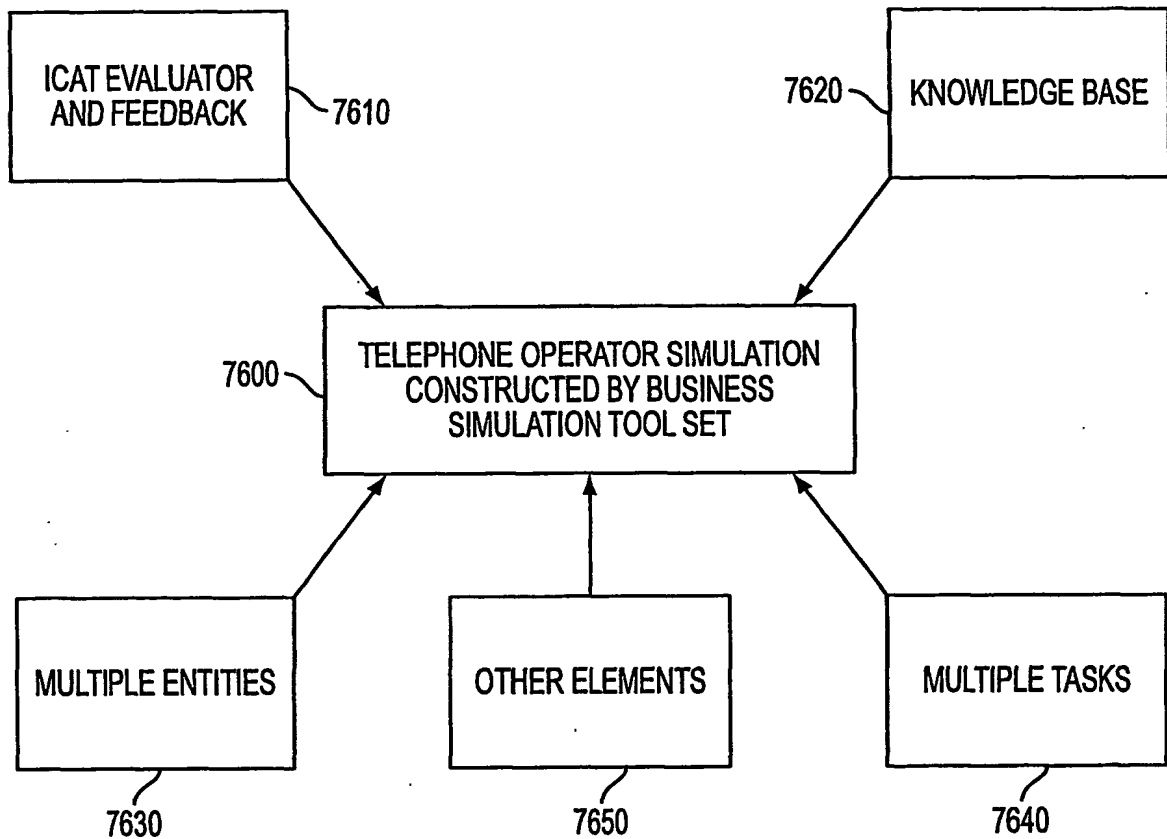 ICAT EVALUATOR
AND FEEDBACK
7610
7620
KNOWLEDGE BASE
7600
TELEPHONE OPERATOR SIMULATION
CONSTRUCTED BY BUSINESS
SIMULATION TOOL SET
MULTIPLE ENTITIES
OTHER ELEMENTS
MULTIPLE TASKS
7630
7650
7640